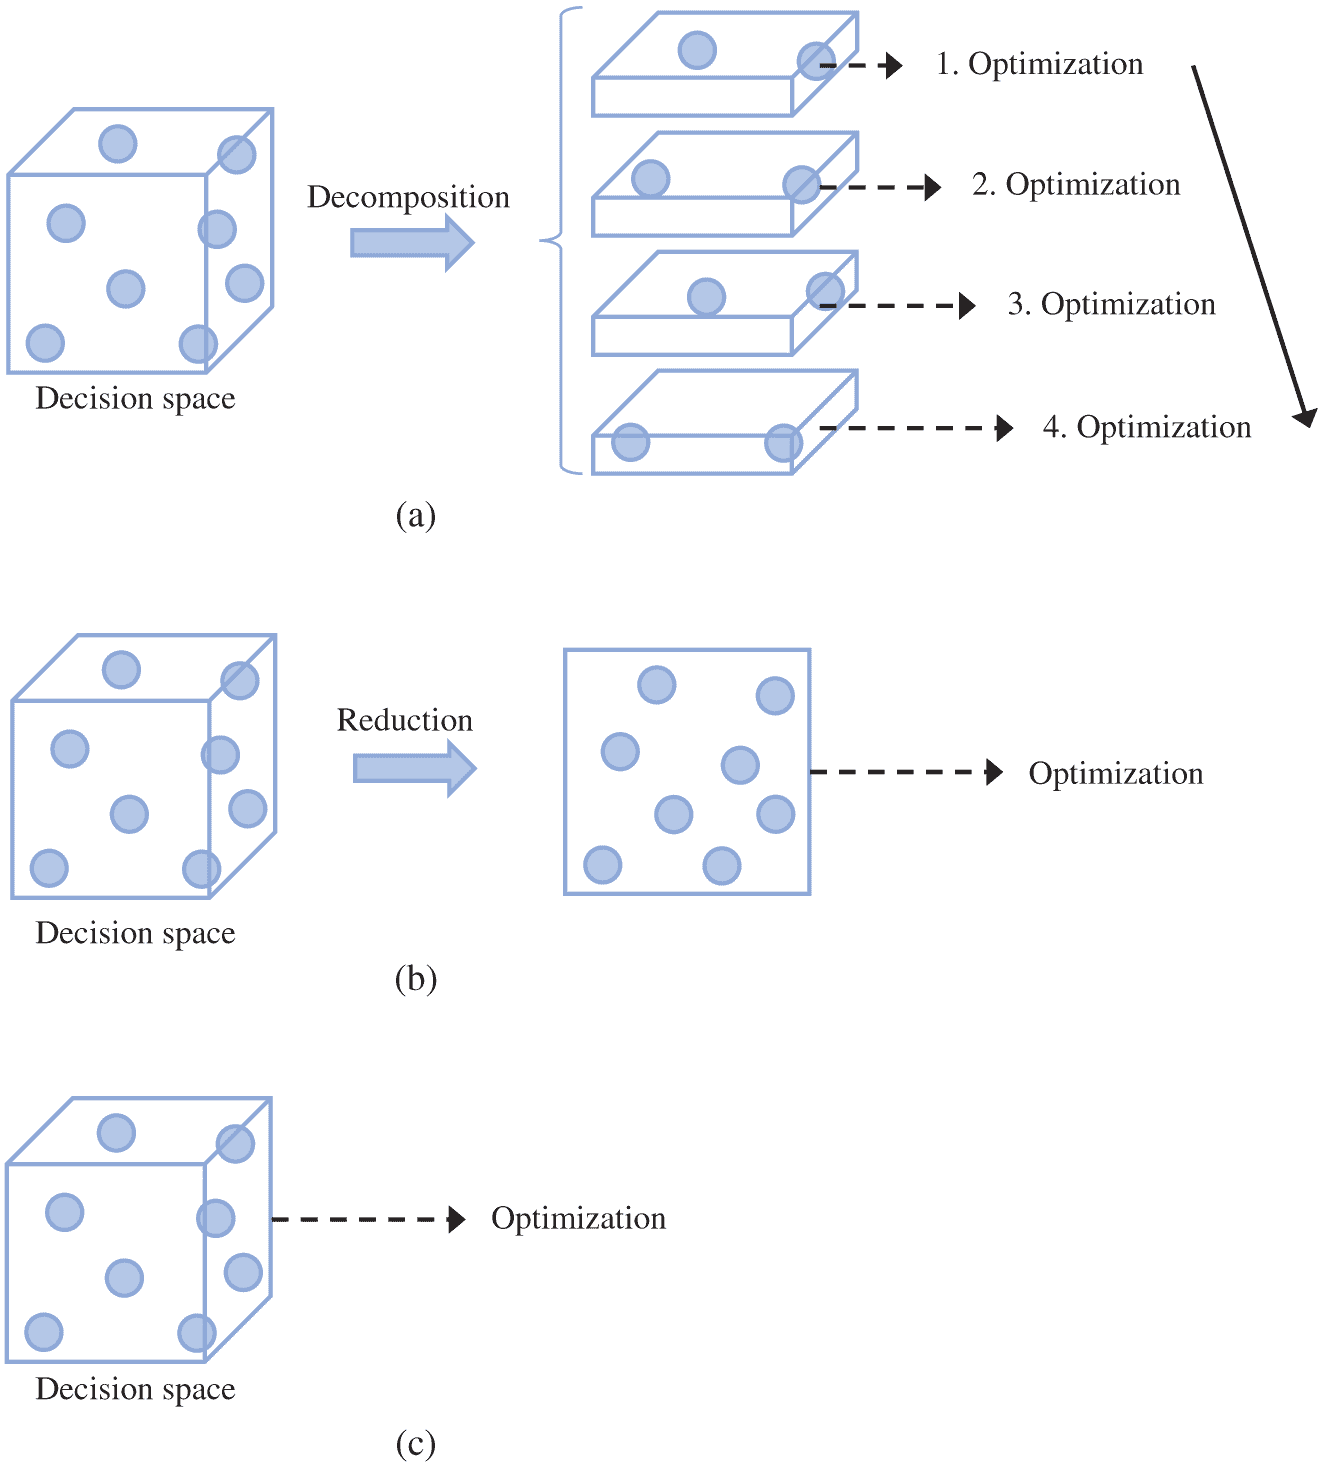 1. Optimization
Decomposition
2. Optimization
3. Optimization
Decision space
4. Optimization
(a)
Reduction
Optimization
Decision space
(b)
Optimization
Decision space
(c)